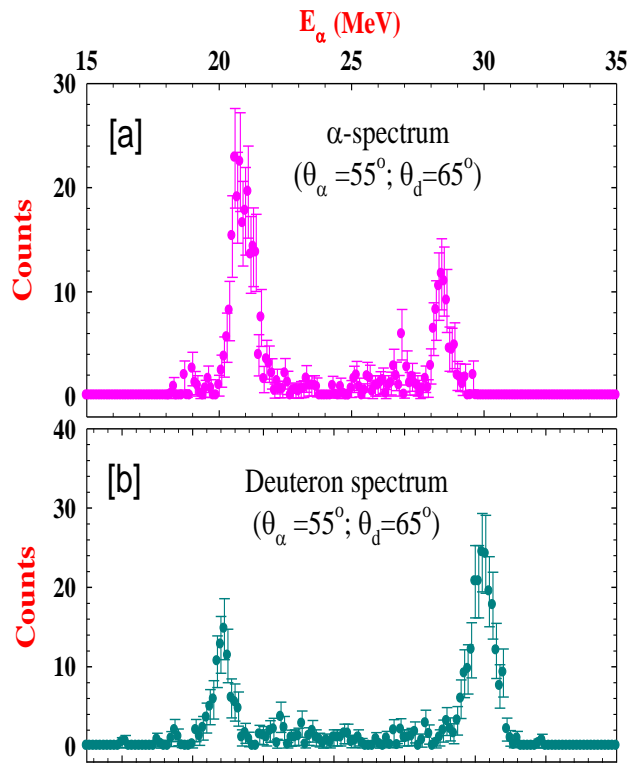 E_α (MeV)
15 20 25 30 35
30
[a]
α-spectrum
(θ_α =55°; θ_d=65°)
20
Counts
10
0
40
[b]
Deuteron spectrum
(θ_α =55°; θ_d=65°)
30
20
Counts
10
0